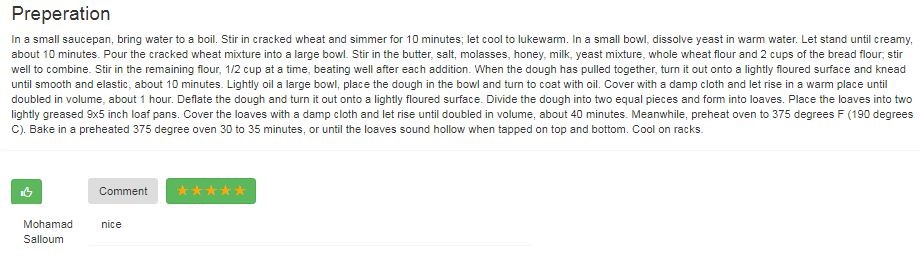 Preperation
In a small saucepan, bring water to a boil. Stir in cracked wheat and simmer for 10 minutes; let cool to lukewarm. In a small bowl, dissolve yeast in warm water. Let stand until creamy,
about 10 minutes. Pour the cracked wheat mixture into a large bowl. Stir in the butter, salt, molasses, honey, milk, yeast mixture, whole wheat flour and 2 cups of the bread flour; stir
well to combine. Stir in the remaining flour, 1/2 cup at a time, beating well after each addition. When the dough has pulled together, turn it out onto a lightly floured surface and knead
until smooth and elastic, about 10 minutes. Lightly oil a large bowl, place the dough in the bowl and turn to coat with oil. Cover with a damp cloth and let rise in a warm place until
doubled in volume, about 1 hour. Deflate the dough and turn it out onto a lightly floured surface. Divide the dough into two equal pieces and form into loaves. Place the loaves into two
lightly greased 9x5 inch loaf pans. Cover the loaves with a damp cloth and let rise until doubled in volume, about 40 minutes. Meanwhile, preheat oven to 375 degrees F (190 degrees
C). Bake in a preheated 375 degree oven 30 to 35 minutes, or until the loaves sound hollow when tapped on top and bottom. Cool on racks.
Comment
Mohamad nice
Salloum